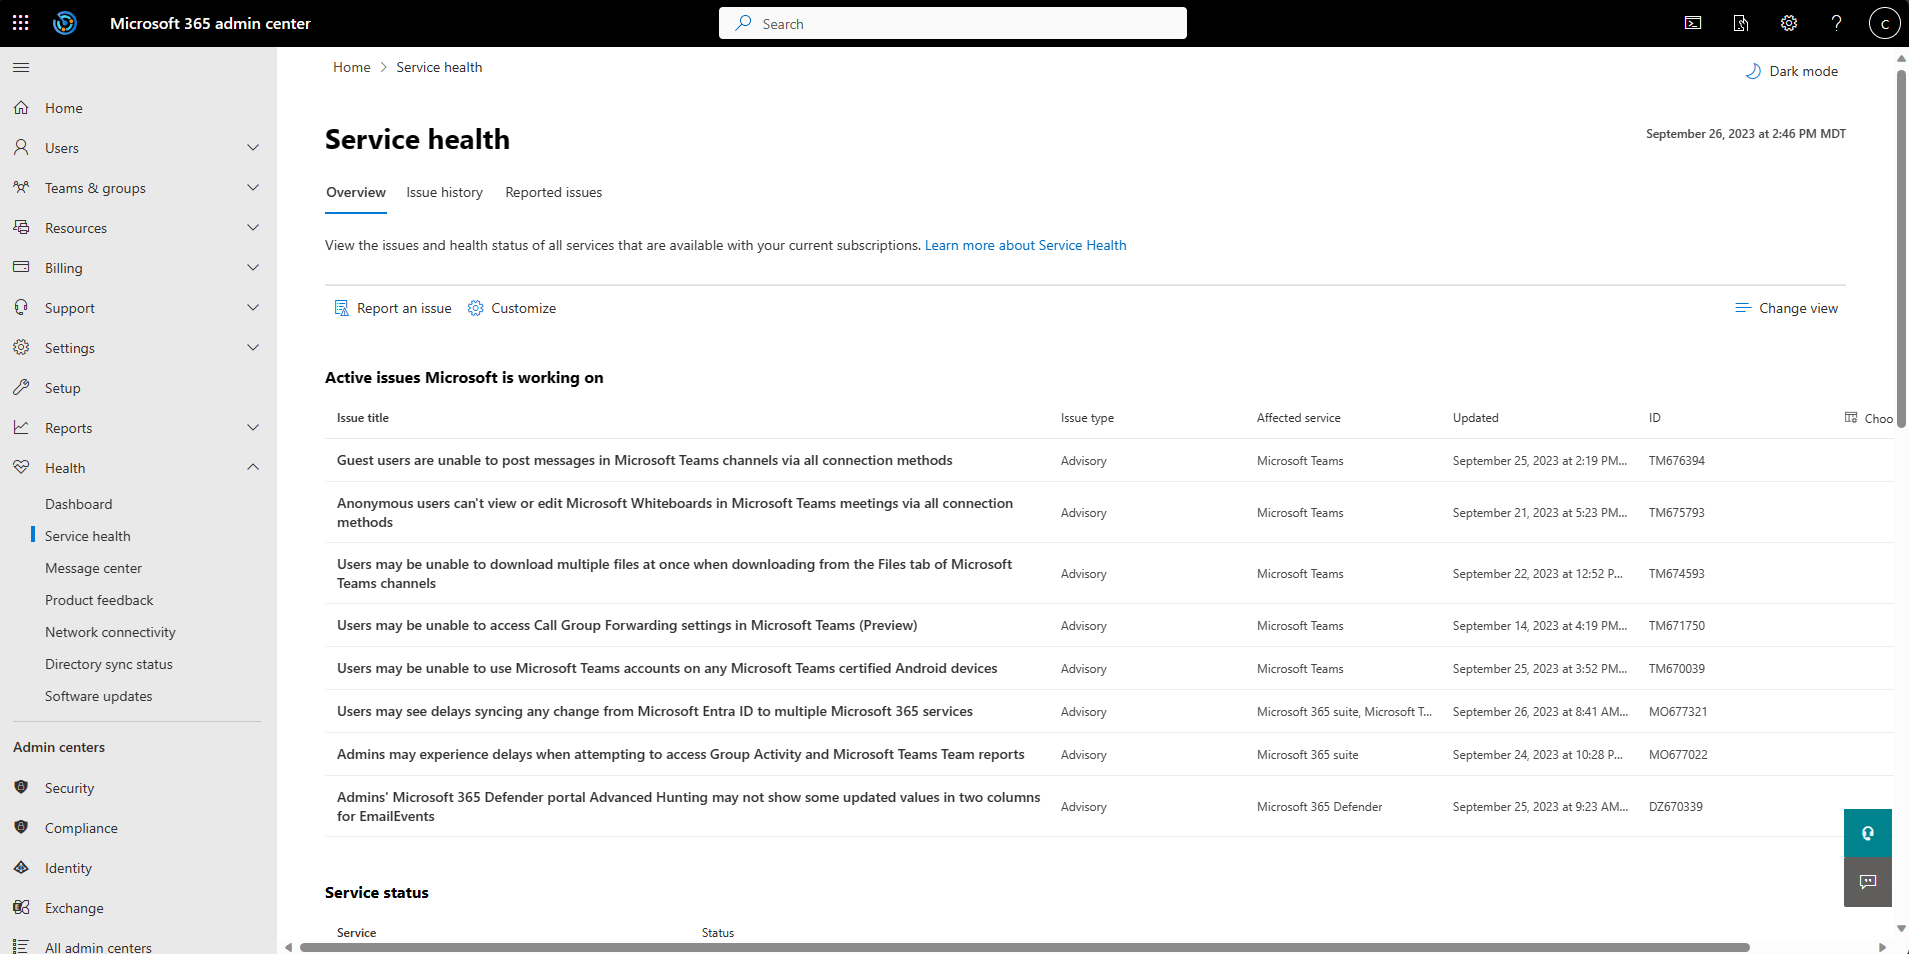 Microsoft 365 admin center
Search
C
Home
Users
Teams & groups
Resources
Billing
Support
Settings
Setup
Reports
Health
Dashboard
Service health
Message center
Product feedback
Network connectivity
Directory sync status
Software updates
Admin centers
Security
Compliance
Identity
Exchange
All admin centers
Home > Service health
Dark mode
Service health
September 26, 2023 at 2:46 PM MDT
Overview Issue history Reported issues
View the issues and health status of all services that are available with your current subscriptions. Learn more about Service Health
Report an issue Customize Change view
Active issues Microsoft is working on
Issue title Issue type Affected service Updated ID Choo
Guest users are unable to post messages in Microsoft Teams channels via all connection methods Advisory Microsoft Teams September 25, 2023 at 2:19 PM... TM676394
Anonymous users can't view or edit Microsoft Whiteboards in Microsoft Teams meetings via all connection
methods Advisory Microsoft Teams September 21, 2023 at 5:23 PM... TM675793
Users may be unable to download multiple files at once when downloading from the Files tab of Microsoft
Teams channels Advisory Microsoft Teams September 22, 2023 at 12:52 P... TM674593
Users may be unable to access Call Group Forwarding settings in Microsoft Teams (Preview) Advisory Microsoft Teams September 14, 2023 at 4:19 PM... TM671750
Users may be unable to use Microsoft Teams accounts on any Microsoft Teams certified Android devices Advisory Microsoft Teams September 25, 2023 at 3:52 PM... TM670039
Users may see delays syncing any change from Microsoft Entra ID to multiple Microsoft 365 services Advisory Microsoft 365 suite, Microsoft T... September 26, 2023 at 8:41 AM... MO677321
Admins may experience delays when attempting to access Group Activity and Microsoft Teams Team reports Advisory Microsoft 365 suite September 24, 2023 at 10:28 P... MO677022
Admins' Microsoft 365 Defender portal Advanced Hunting may not show some updated values in two columns
for EmailEvents Advisory Microsoft 365 Defender September 25, 2023 at 9:23 AM... DZ670339
Service status
Service Status